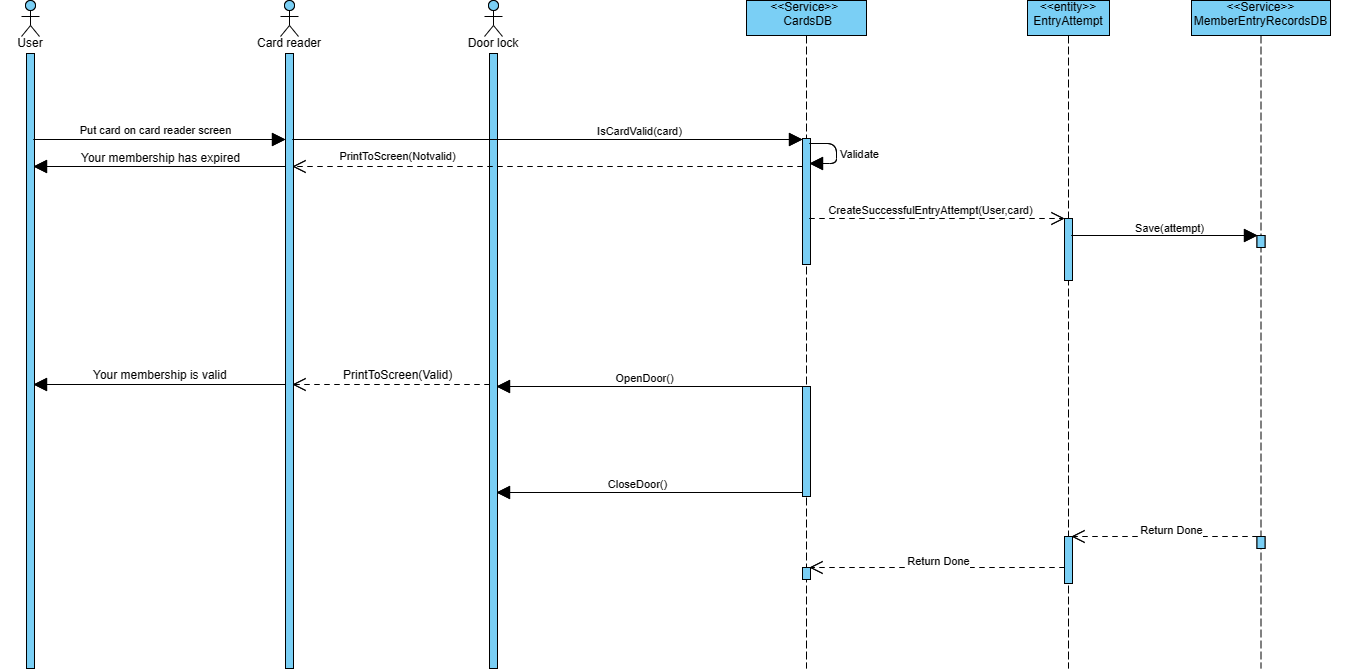 User
Card reader
Door lock
<<Service>>
CardsDB
<<entity>>
EntryAttempt
<<Service>>
MemberEntryRecordsDB
Put card on card reader screen
IsCardValid(card)
Your membership has expired
PrintToScreen(Notvalid)
Validate
CreateSuccessfulEntryAttempt(User,card)
Save(attempt)
Your membership is valid
PrintToScreen(Valid)
OpenDoor()
CloseDoor()
Return Done
Return Done